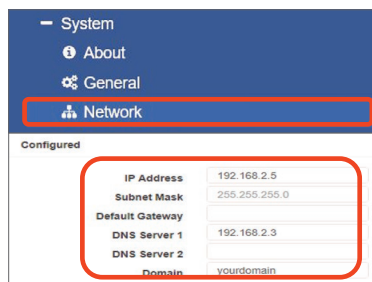 − System
About
General
Network
Configured
IP Address 192.168.2.5
Subnet Mask 255.255.255.0
Default Gateway
DNS Server 1 192.168.2.3
DNS Server 2
Domain yourdomain